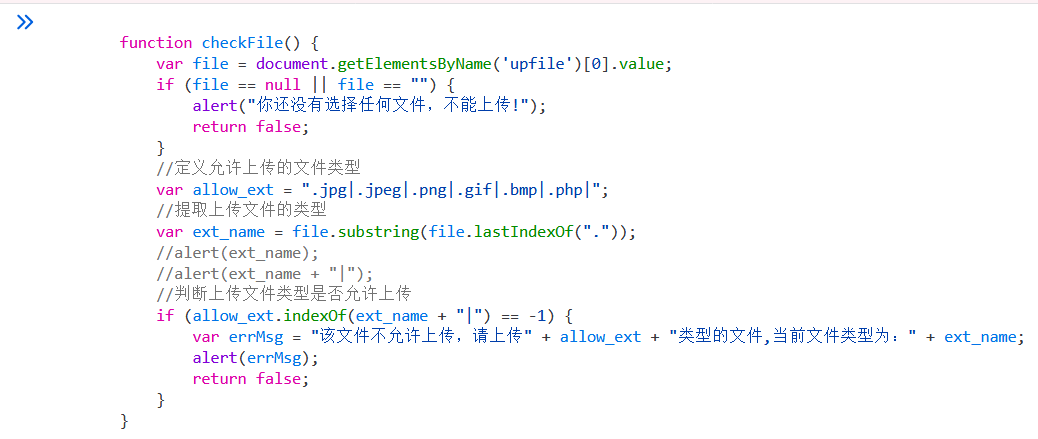 function checkFile() {
var file = document.getElementsByName('upfile')[0].value;
if (file == null || file == "") {
alert("你还没有选择任何文件，不能上传!");
return false;
}
//定义允许上传的文件类型
var allow_ext = ".jpg|.jpeg|.png|.gif|.bmp|.php|";
//提取上传文件的类型
var ext_name = file.substring(file.lastIndexOf("."));
//alert(ext_name);
//alert(ext_name + "|");
//判断上传文件类型是否允许上传
if (allow_ext.indexOf(ext_name + "|") == -1) {
var errMsg = "该文件不允许上传，请上传" + allow_ext + "类型的文件,当前文件类型为：" + ext_name;
alert(errMsg);
return false;
}
}